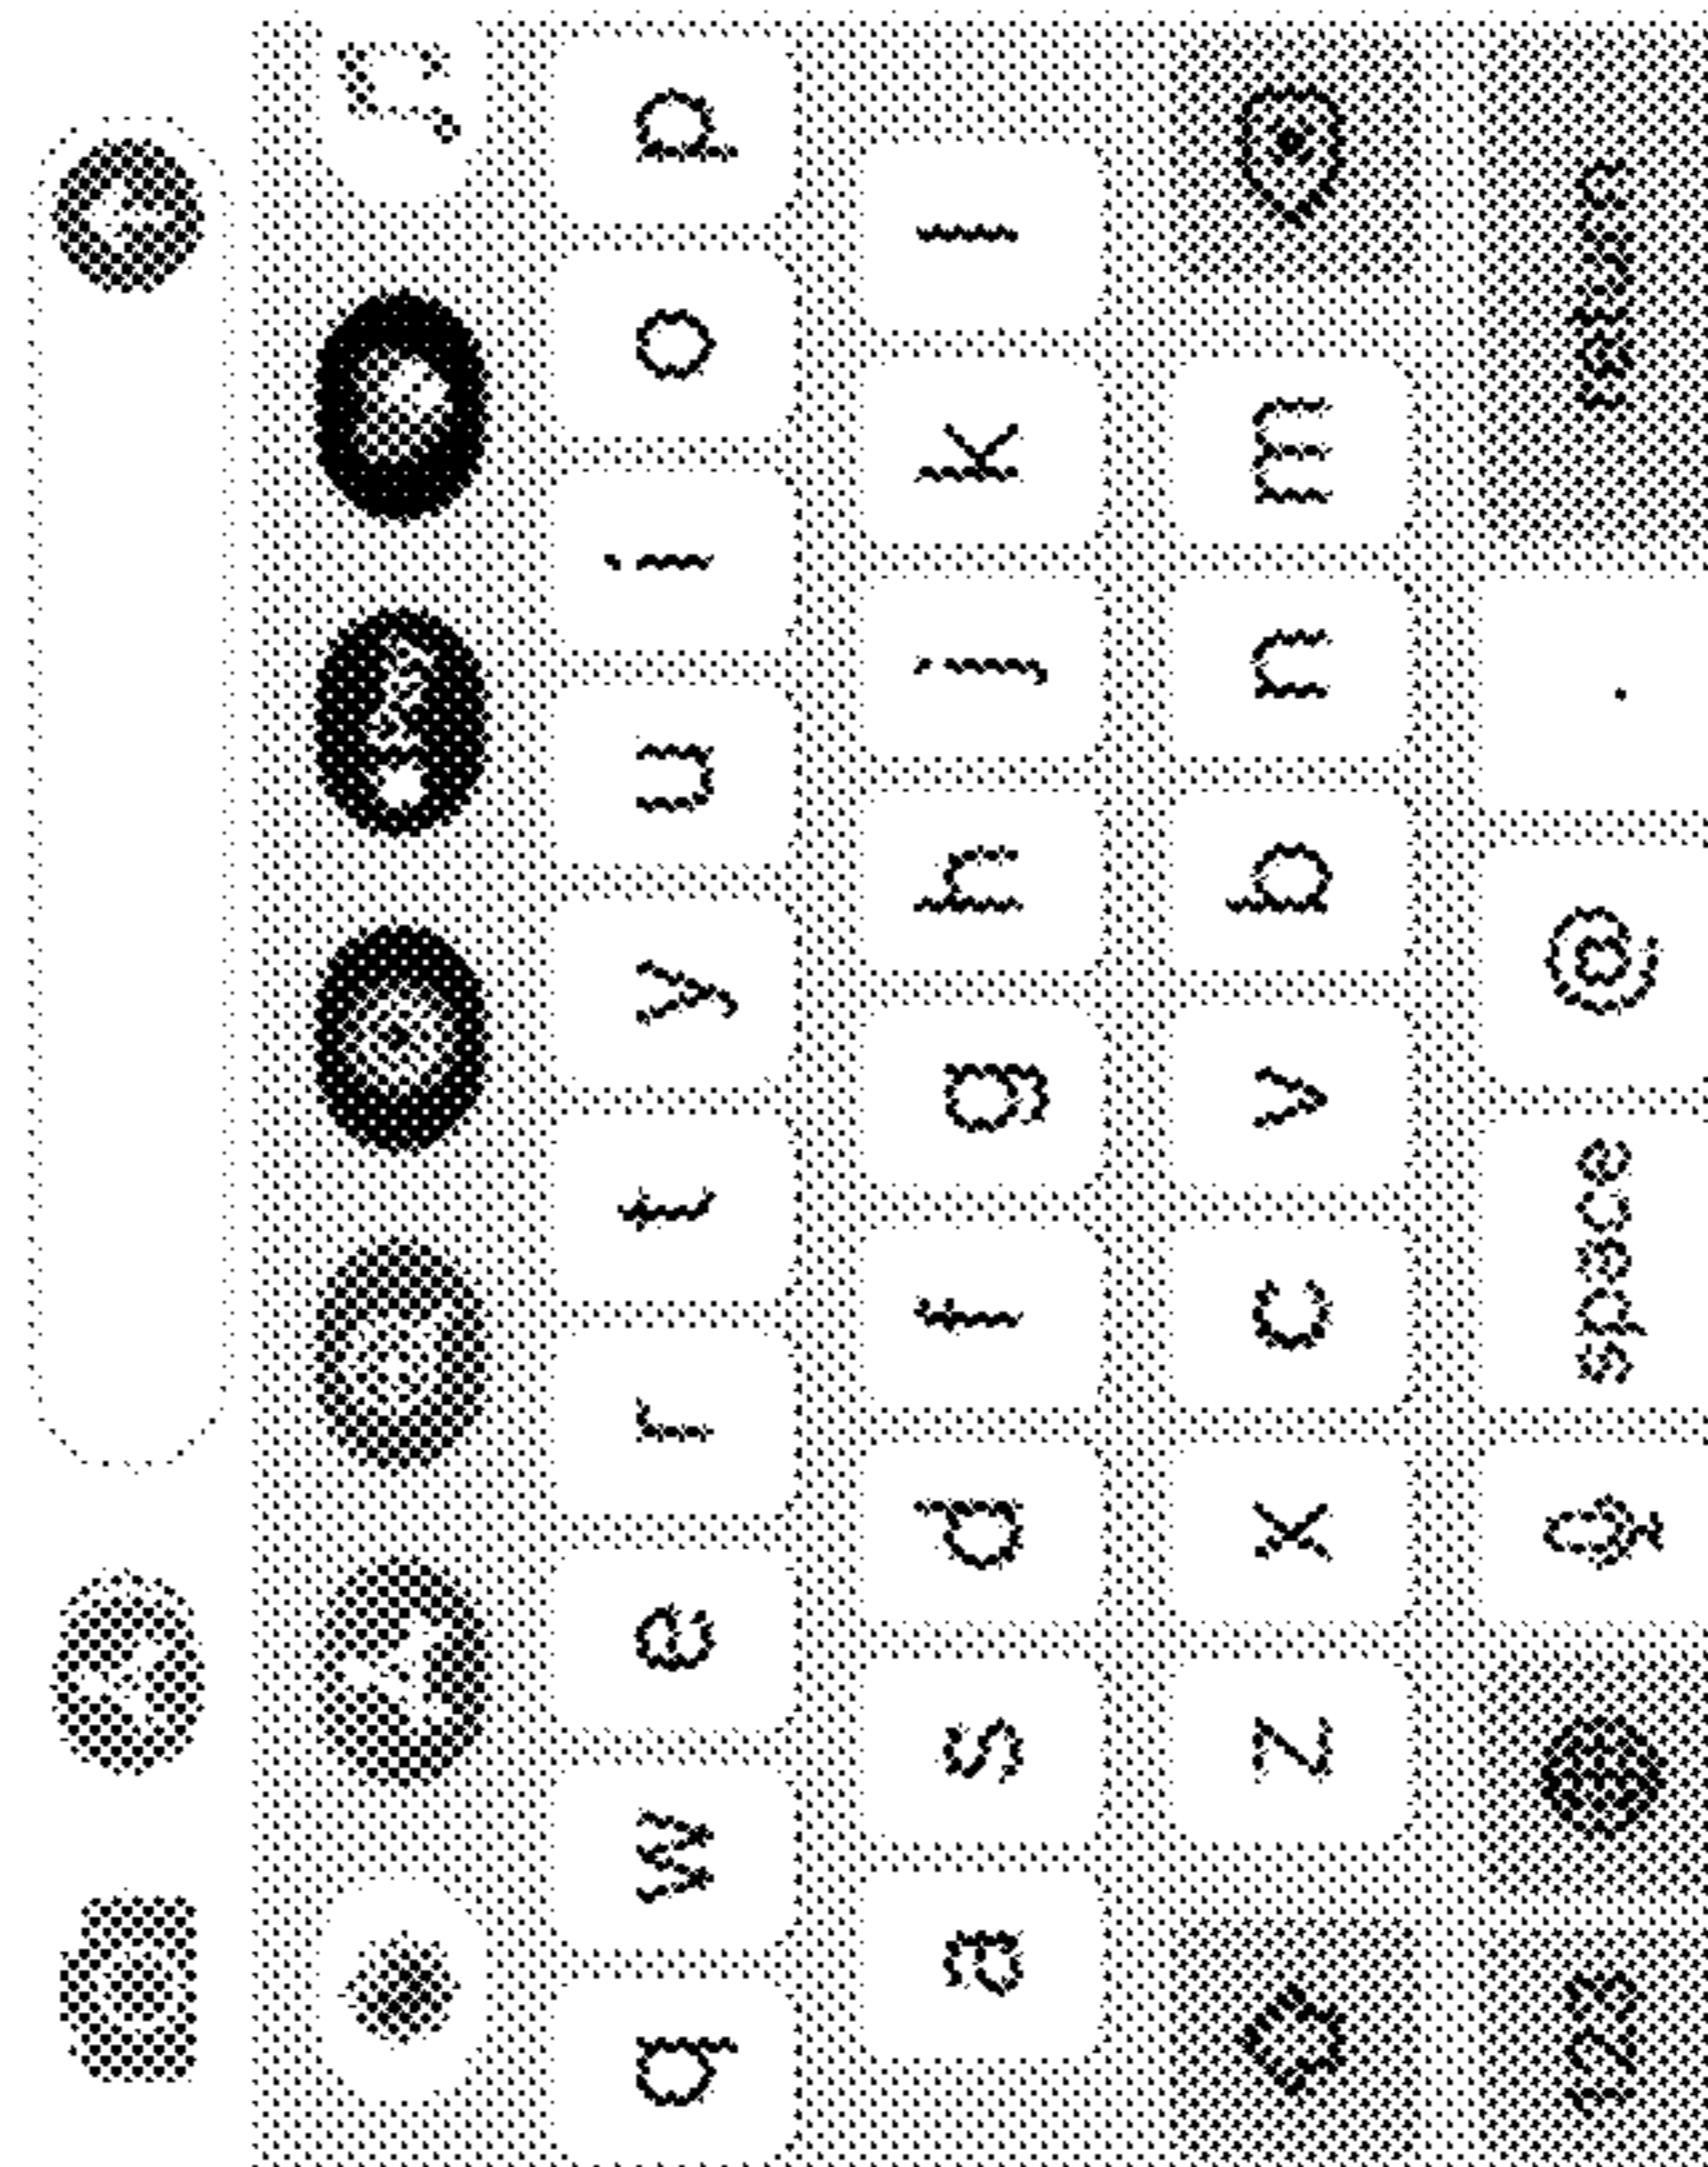 q w e r t y u i o p
a s d f g h j k l
z x c v b n m
123 space @ . return